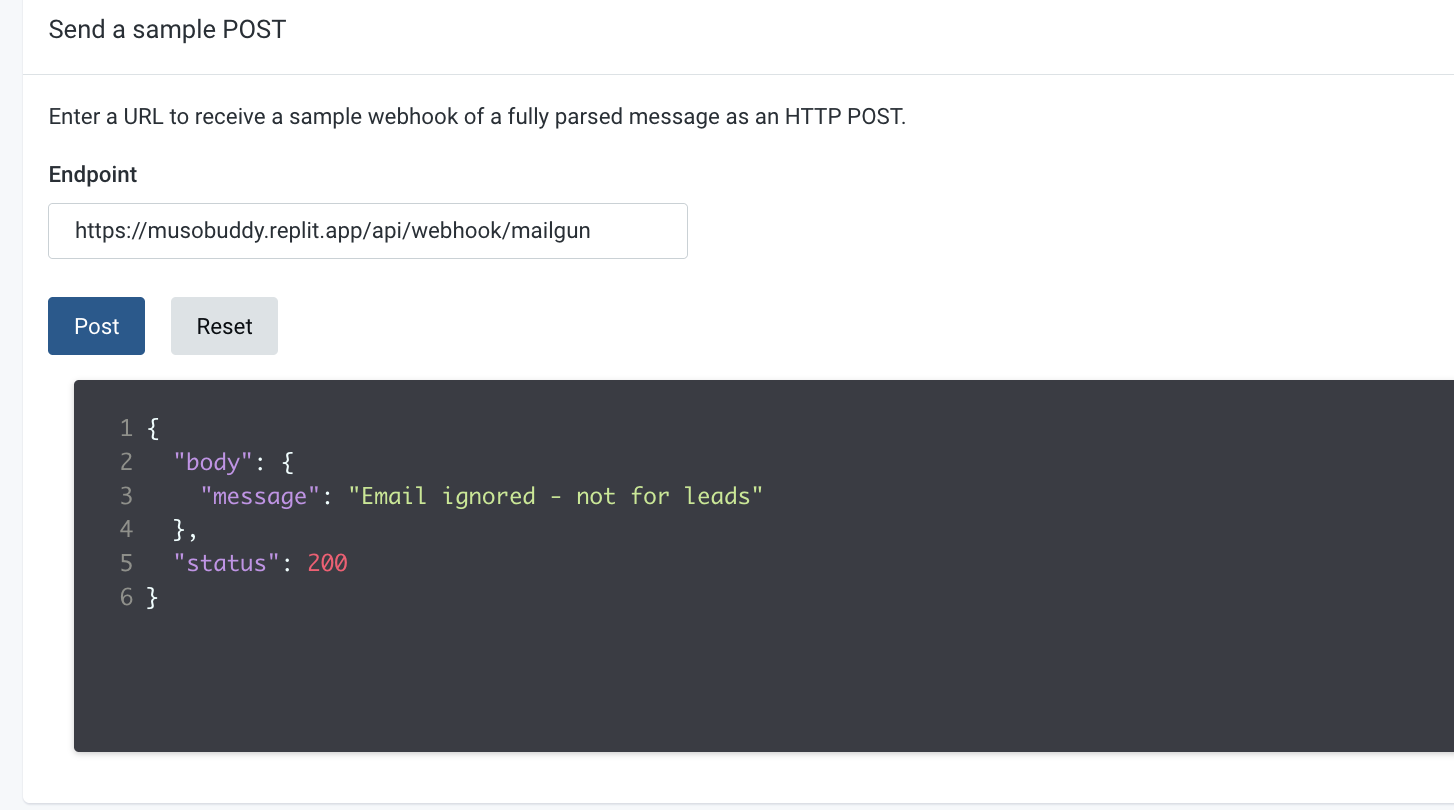 Send a sample POST
Enter a URL to receive a sample webhook of a fully parsed message as an HTTP POST.
Endpoint
https://musobuddy.replit.app/api/webhook/mailgun
Post Reset
1 {
2   "body": {
3     "message": "Email ignored - not for leads"
4   },
5   "status": 200
6 }